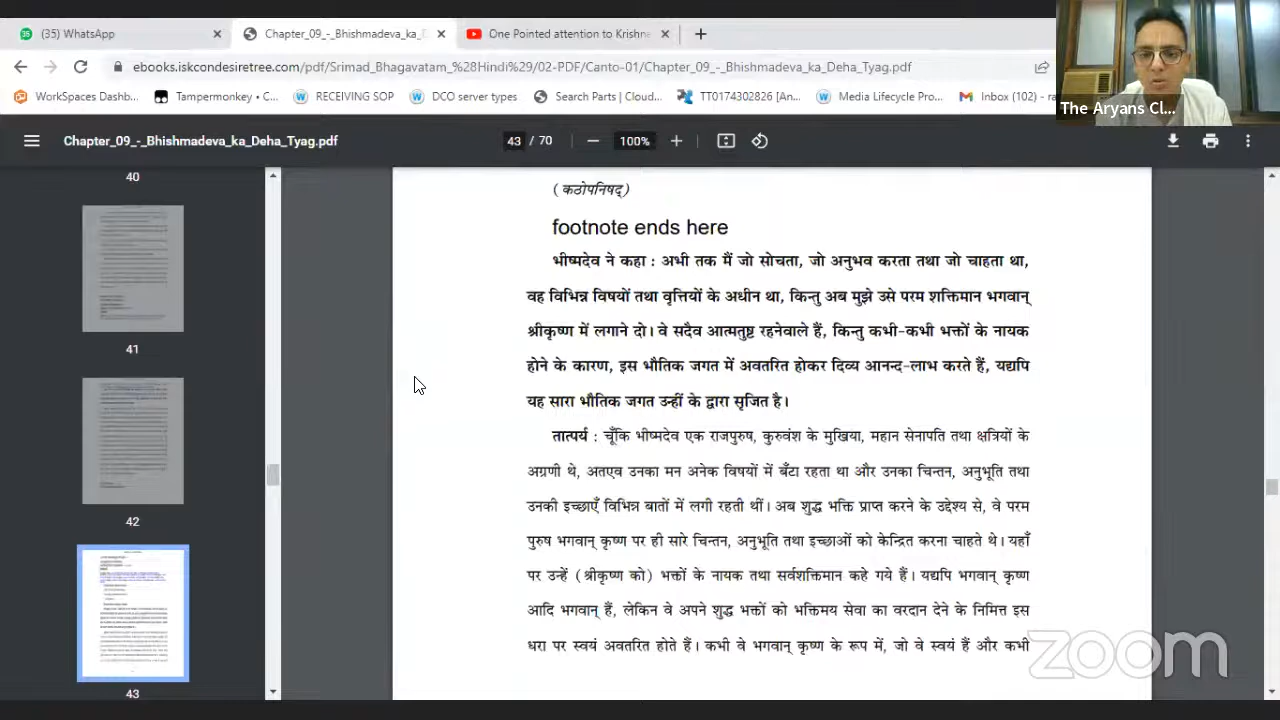 (35) WhatsApp
Chapter_09_-_Bhishmadeva_ka_D
One Pointed attention to Krishna
ebooks.iskcondesiretree.com/pdf/Srimad_Bhagavatam_%28Hindi%29/02-PDF/Canto-01/Chapter_09_-_Bhishmadeva_ka_Deha_Tyag.pdf
WorkSpaces Dashb... Tampermonkey • C... RECEIVING SOP DCO server types Search Parts | Cloud... TT0174302826 [An... Media Lifecycle Pro... Inbox (102) - ra
The Aryans Cl...
Chapter_09_-_Bhishmadeva_ka_Deha_Tyag.pdf
43 / 70
100%
40
41
42
43
(कठोपनिषद्)
footnote ends here
भीष्मदेव ने कहा : अभी तक मैं जो सोचता, जो अनुभव करता तथा जो चाहता था,
वह विभिन्न विषयों तथा वृत्तियों के अधीन था, किन्तु अब मुझे उसे परम शक्तिमान भगवान्
श्रीकृष्ण में लगाने दो। वे सदैव आत्मतुष्ट रहनेवाले हैं, किन्तु कभी-कभी भक्तों के नायक
होने के कारण, इस भौतिक जगत में अवतरित होकर दिव्य आनन्द-लाभ करते हैं, यद्यपि
यह सारा भौतिक जगत उन्हीं के द्वारा सृजित है।
तात्पर्य : चूँकि भीष्मदेव एक राजपुरुष, कुरुवंश के मुखिया, महान सेनापति तथा क्षत्रियों के
अगुवा थे, अतएव उनका मन अनेक विषयों में बँटा रहता था और उनका चिन्तन, अनुभूति तथा
उनकी इच्छाएँ विभिन्न बातों में लगी रहती थीं। अब शुद्ध भक्ति प्राप्त करने के उद्देश्य से, वे परम
पुरुष भगवान् कृष्ण पर ही सारे चिन्तन, अनुभूति तथा इच्छाओं को केन्द्रित करना चाहते थे। यहाँ
पर उन्हें (श्रीकृष्ण को) भक्तों के नायक तथा सर्वशक्तिमान कहे गये हैं। यद्यपि भगवान् कृष्ण
आदि भगवान् हैं, लेकिन वे अपने शुद्ध भक्तों को भक्तिमय सेवा का वरदान देने के निमित्त इस
धरा पर स्वयं अवतरित होते हैं। कभी वे भगवान् कृष्ण के रूप में, जो वे स्वयं हैं और कभी
zoom